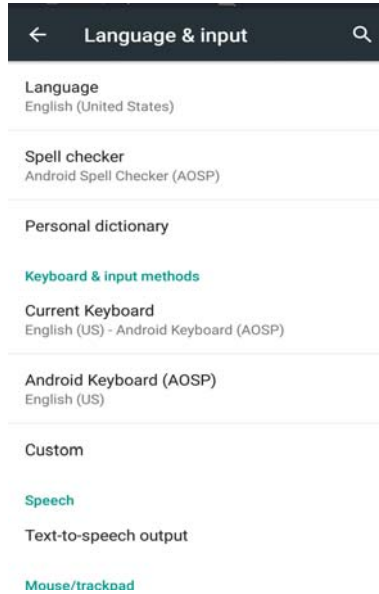 Language & input
Language
English (United States)
Spell checker
Android Spell Checker (AOSP)
Personal dictionary
Keyboard & input methods
Current Keyboard
English (US) - Android Keyboard (AOSP)
Android Keyboard (AOSP)
English (US)
Custom
Speech
Text-to-speech output
Mouse/trackpad